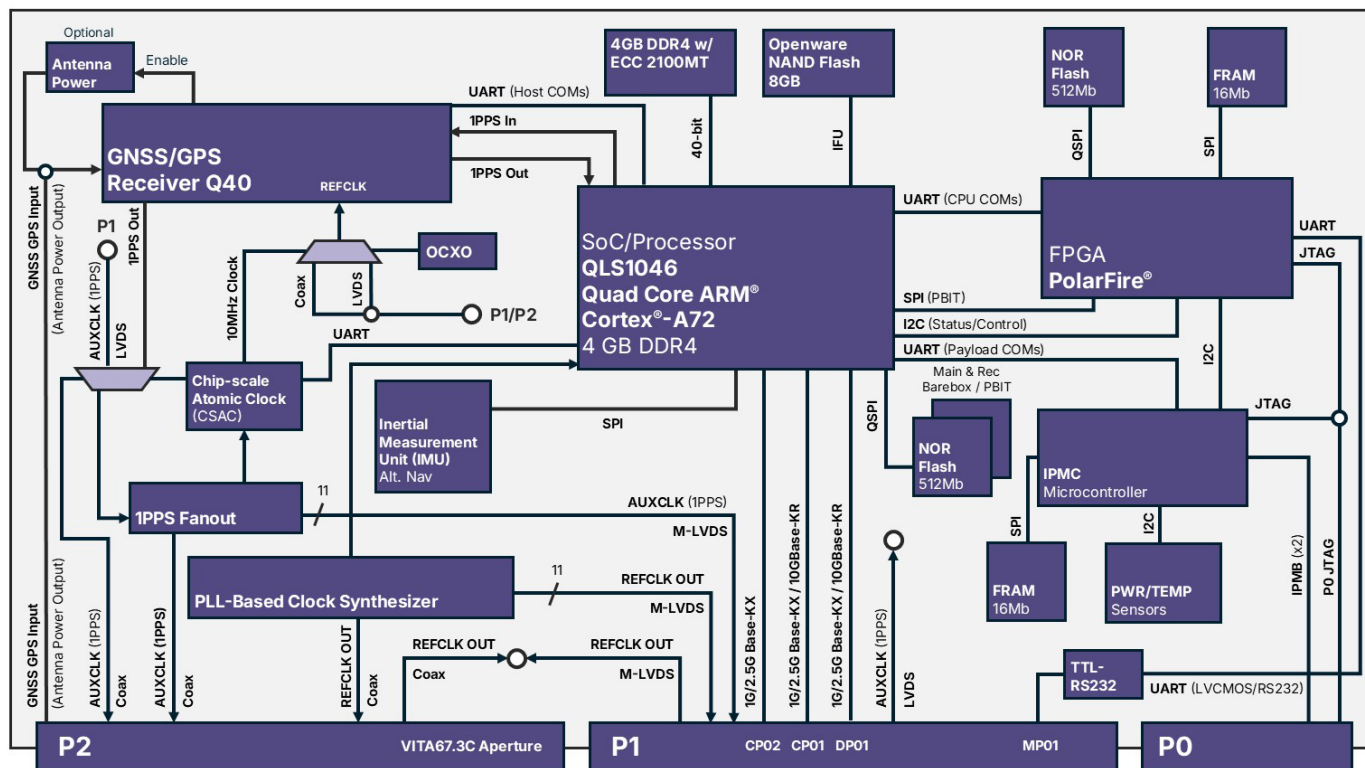 Optional
Antenna
Power
Enable
GNSS/GPS
Receiver Q40
REFCLK
UART (Host COMs)
1PPS In
1PPS Out
4GB DDR4 w/
ECC 2100MT
40-bit
Openware
NAND Flash
8GB
IFU
NOR
Flash
512Mb
QSPI
FRAM
16Mb
SPI
GNSS GPS Input
(Antenna Power Output)
P1
AUXCLK (1PPS)
LVDS
1PPS Out
10MHz Clock
OCXO
Coax
LVDS
P1/P2
UART
SoC/Processor
QLS1046
Quad Core ARM®
Cortex®-A72
4 GB DDR4
UART (CPU COMs)
SPI (PBIT)
I2C (Status/Control)
UART (Payload COMs)
FPGA
PolarFire®
UART
JTAG
I2C
Chip-scale
Atomic Clock
(CSAC)
Inertial
Measurement
Unit (IMU)
Alt. Nav
SPI
Main & Rec
Barebox / PBIT
QSPI
NOR
Flash
512Mb
IPMC
Microcontroller
JTAG
SPI
I2C
FRAM
16Mb
PWR/TEMP
Sensors
IPMB (x2)
P0 JTAG
1PPS Fanout
11
AUXCLK (1PPS)
M-LVDS
PLL-Based Clock Synthesizer
11
REFCLK OUT
M-LVDS
GNSS GPS Input
(Antenna Power Output)
AUXCLK (1PPS)
Coax
AUXCLK (1PPS)
Coax
REFCLK OUT
Coax
REFCLK OUT
Coax
REFCLK OUT
M-LVDS
1G/2.5G Base-KX
1G/2.5G Base-KX / 10GBase-KR
1G/2.5G Base-KX / 10GBase-KR
AUXCLK (1PPS)
LVDS
TTL-
RS232
UART (LVCMOS/RS232)
P2
VITA67.3C Aperture
P1
CP02
CP01
DP01
MP01
P0